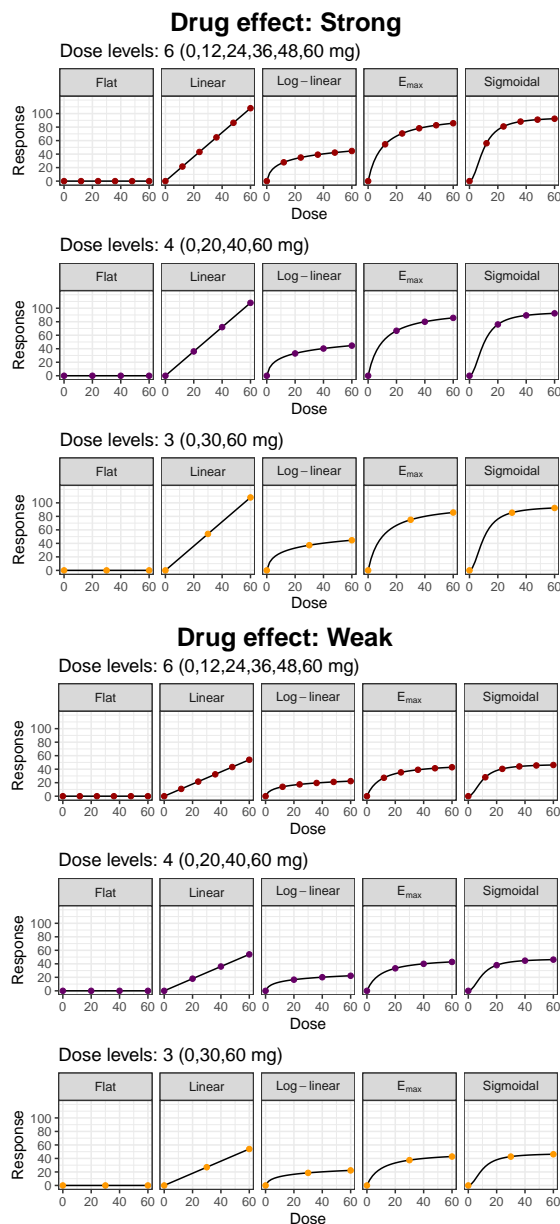 Drug effect: Strong
Dose levels: 6 (0,12,24,36,48,60 mg)
Flat Linear Log−linear Emax Sigmoidal
Response
100
80
60
40
20
0
0 20 40 60 0 20 40 60 0 20 40 60 0 20 40 60 0 20 40 60
Dose
Dose levels: 4 (0,20,40,60 mg)
Flat Linear Log−linear Emax Sigmoidal
Response
100
80
60
40
20
0
0 20 40 60 0 20 40 60 0 20 40 60 0 20 40 60 0 20 40 60
Dose
Dose levels: 3 (0,30,60 mg)
Flat Linear Log−linear Emax Sigmoidal
Response
100
80
60
40
20
0
0 20 40 60 0 20 40 60 0 20 40 60 0 20 40 60 0 20 40 60
Dose
Drug effect: Weak
Dose levels: 6 (0,12,24,36,48,60 mg)
Flat Linear Log−linear Emax Sigmoidal
Response
100
80
60
40
20
0
0 20 40 60 0 20 40 60 0 20 40 60 0 20 40 60 0 20 40 60
Dose
Dose levels: 4 (0,20,40,60 mg)
Flat Linear Log−linear Emax Sigmoidal
Response
100
80
60
40
20
0
0 20 40 60 0 20 40 60 0 20 40 60 0 20 40 60 0 20 40 60
Dose
Dose levels: 3 (0,30,60 mg)
Flat Linear Log−linear Emax Sigmoidal
Response
100
80
60
40
20
0
0 20 40 60 0 20 40 60 0 20 40 60 0 20 40 60 0 20 40 60
Dose